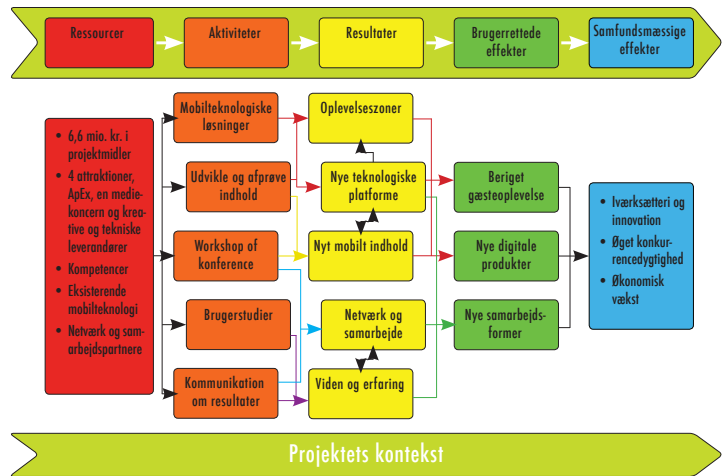 Ressourcer
Aktiviteter
Resultater
Brugerrettede
effekter
Samfundsmæssige
effekter
• 6,6 mio. kr. i
projektmidler
• 4 attraktioner,
ApEx, en medie-
koncern og krea-
tive og tekniske
leverandører
• Kompetencer
• Eksisterende
mobilteknologi
• Netværk og sam-
arbejdspartnere
Mobilteknologiske
løsninger
Udvikle og afprøve
indhold
Workshop of
konference
Brugerstudier
Kommunikation
om resultater
Oplevelseszoner
Nye teknologiske
platforme
Nyt mobilt indhold
Netværk og
samarbejde
Viden og erfaring
Beriget
gæsteoplevelse
Nye digitale
produkter
Nye samarbejds-
former
• Iværksætteri og
innovation
• Øget konkur-
rencedygtighed
• Økonomisk
vækst
Projektets kontekst